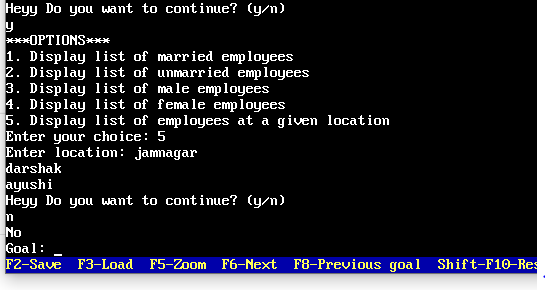 Heyy Do you want to continue? (y/n)
y
***OPTIONS***
1. Display list of married employees
2. Display list of unmarried employees
3. Display list of male employees
4. Display list of female employees
5. Display list of employees at a given location
Enter your choice: 5
Enter location: jamnagar
darshak
ayushi
Heyy Do you want to continue? (y/n)
n
No
Goal: _
F2-Save F3-Load F5-Zoom F6-Next F8-Previous goal Shift-F10-Res